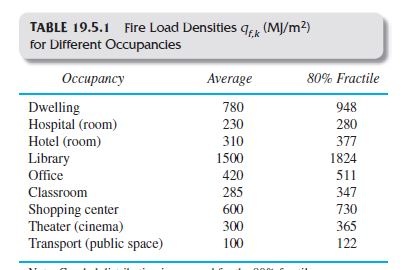 TABLE 19.5.1 Fire Load Densities qf,k (MJ/m²)
for Different Occupancies
Occupancy Average 80% Fractile
Dwelling 780 948
Hospital (room) 230 280
Hotel (room) 310 377
Library 1500 1824
Office 420 511
Classroom 285 347
Shopping center 600 730
Theater (cinema) 300 365
Transport (public space) 100 122